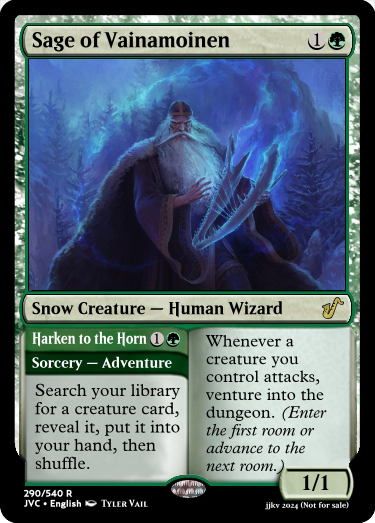 Sage of Vainamoinen 1
Snow Creature — Human Wizard
Harken to the Horn 1
Sorcery — Adventure
Search your library
for a creature card,
reveal it, put it into
your hand, then
shuffle.
Whenever a
creature you
control attacks,
venture into the
dungeon. (Enter
the first room or
advance to the
next room.)
1/1
290/540 R
JVC • English Tyler Vail
jjkv 2024 (Not for sale)